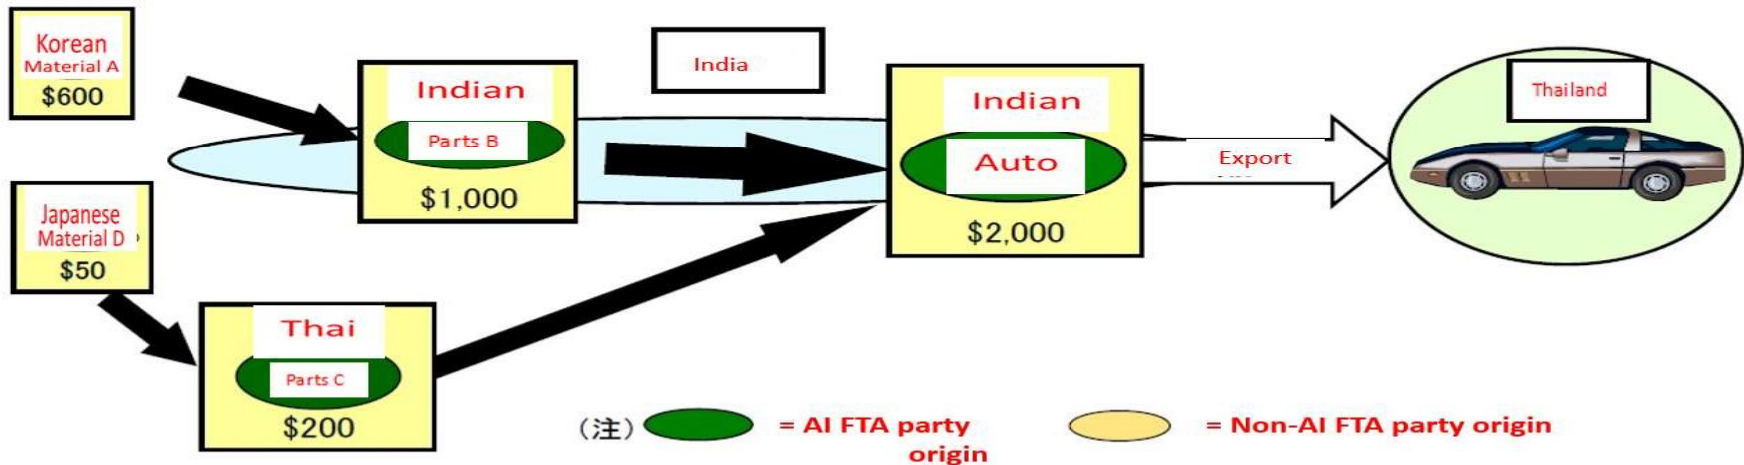 Korean
Material A
$600
Indian
Parts B
$1,000
India
Indian
Auto
$2,000
Export
Thailand
Japanese
Material D
$50
Thai
Parts C
$200
(注)
= AI FTA party
origin
= Non-AI FTA party origin